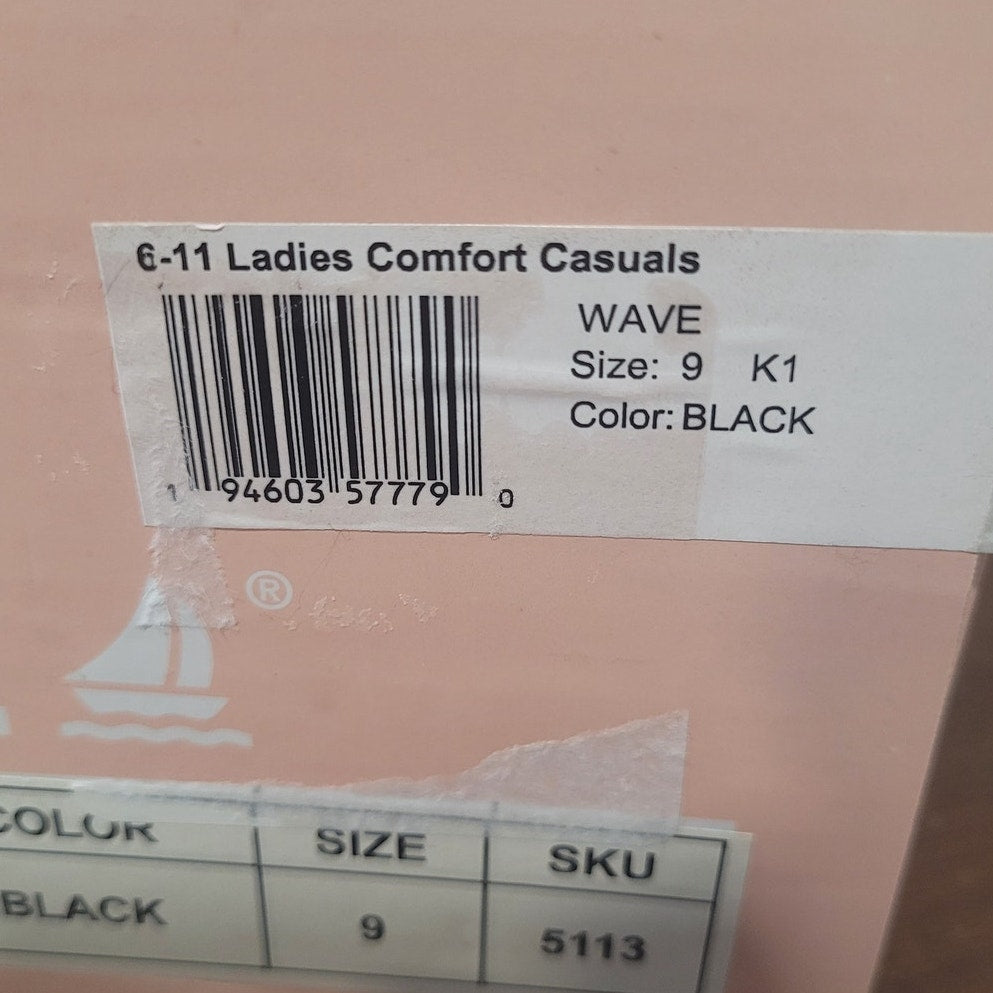 6-11 Ladies Comfort Casuals
WAVE
Size: 9 K1
Color: BLACK
1 94603 57779 0
®
COLOR SIZE SKU
BLACK 9 5113